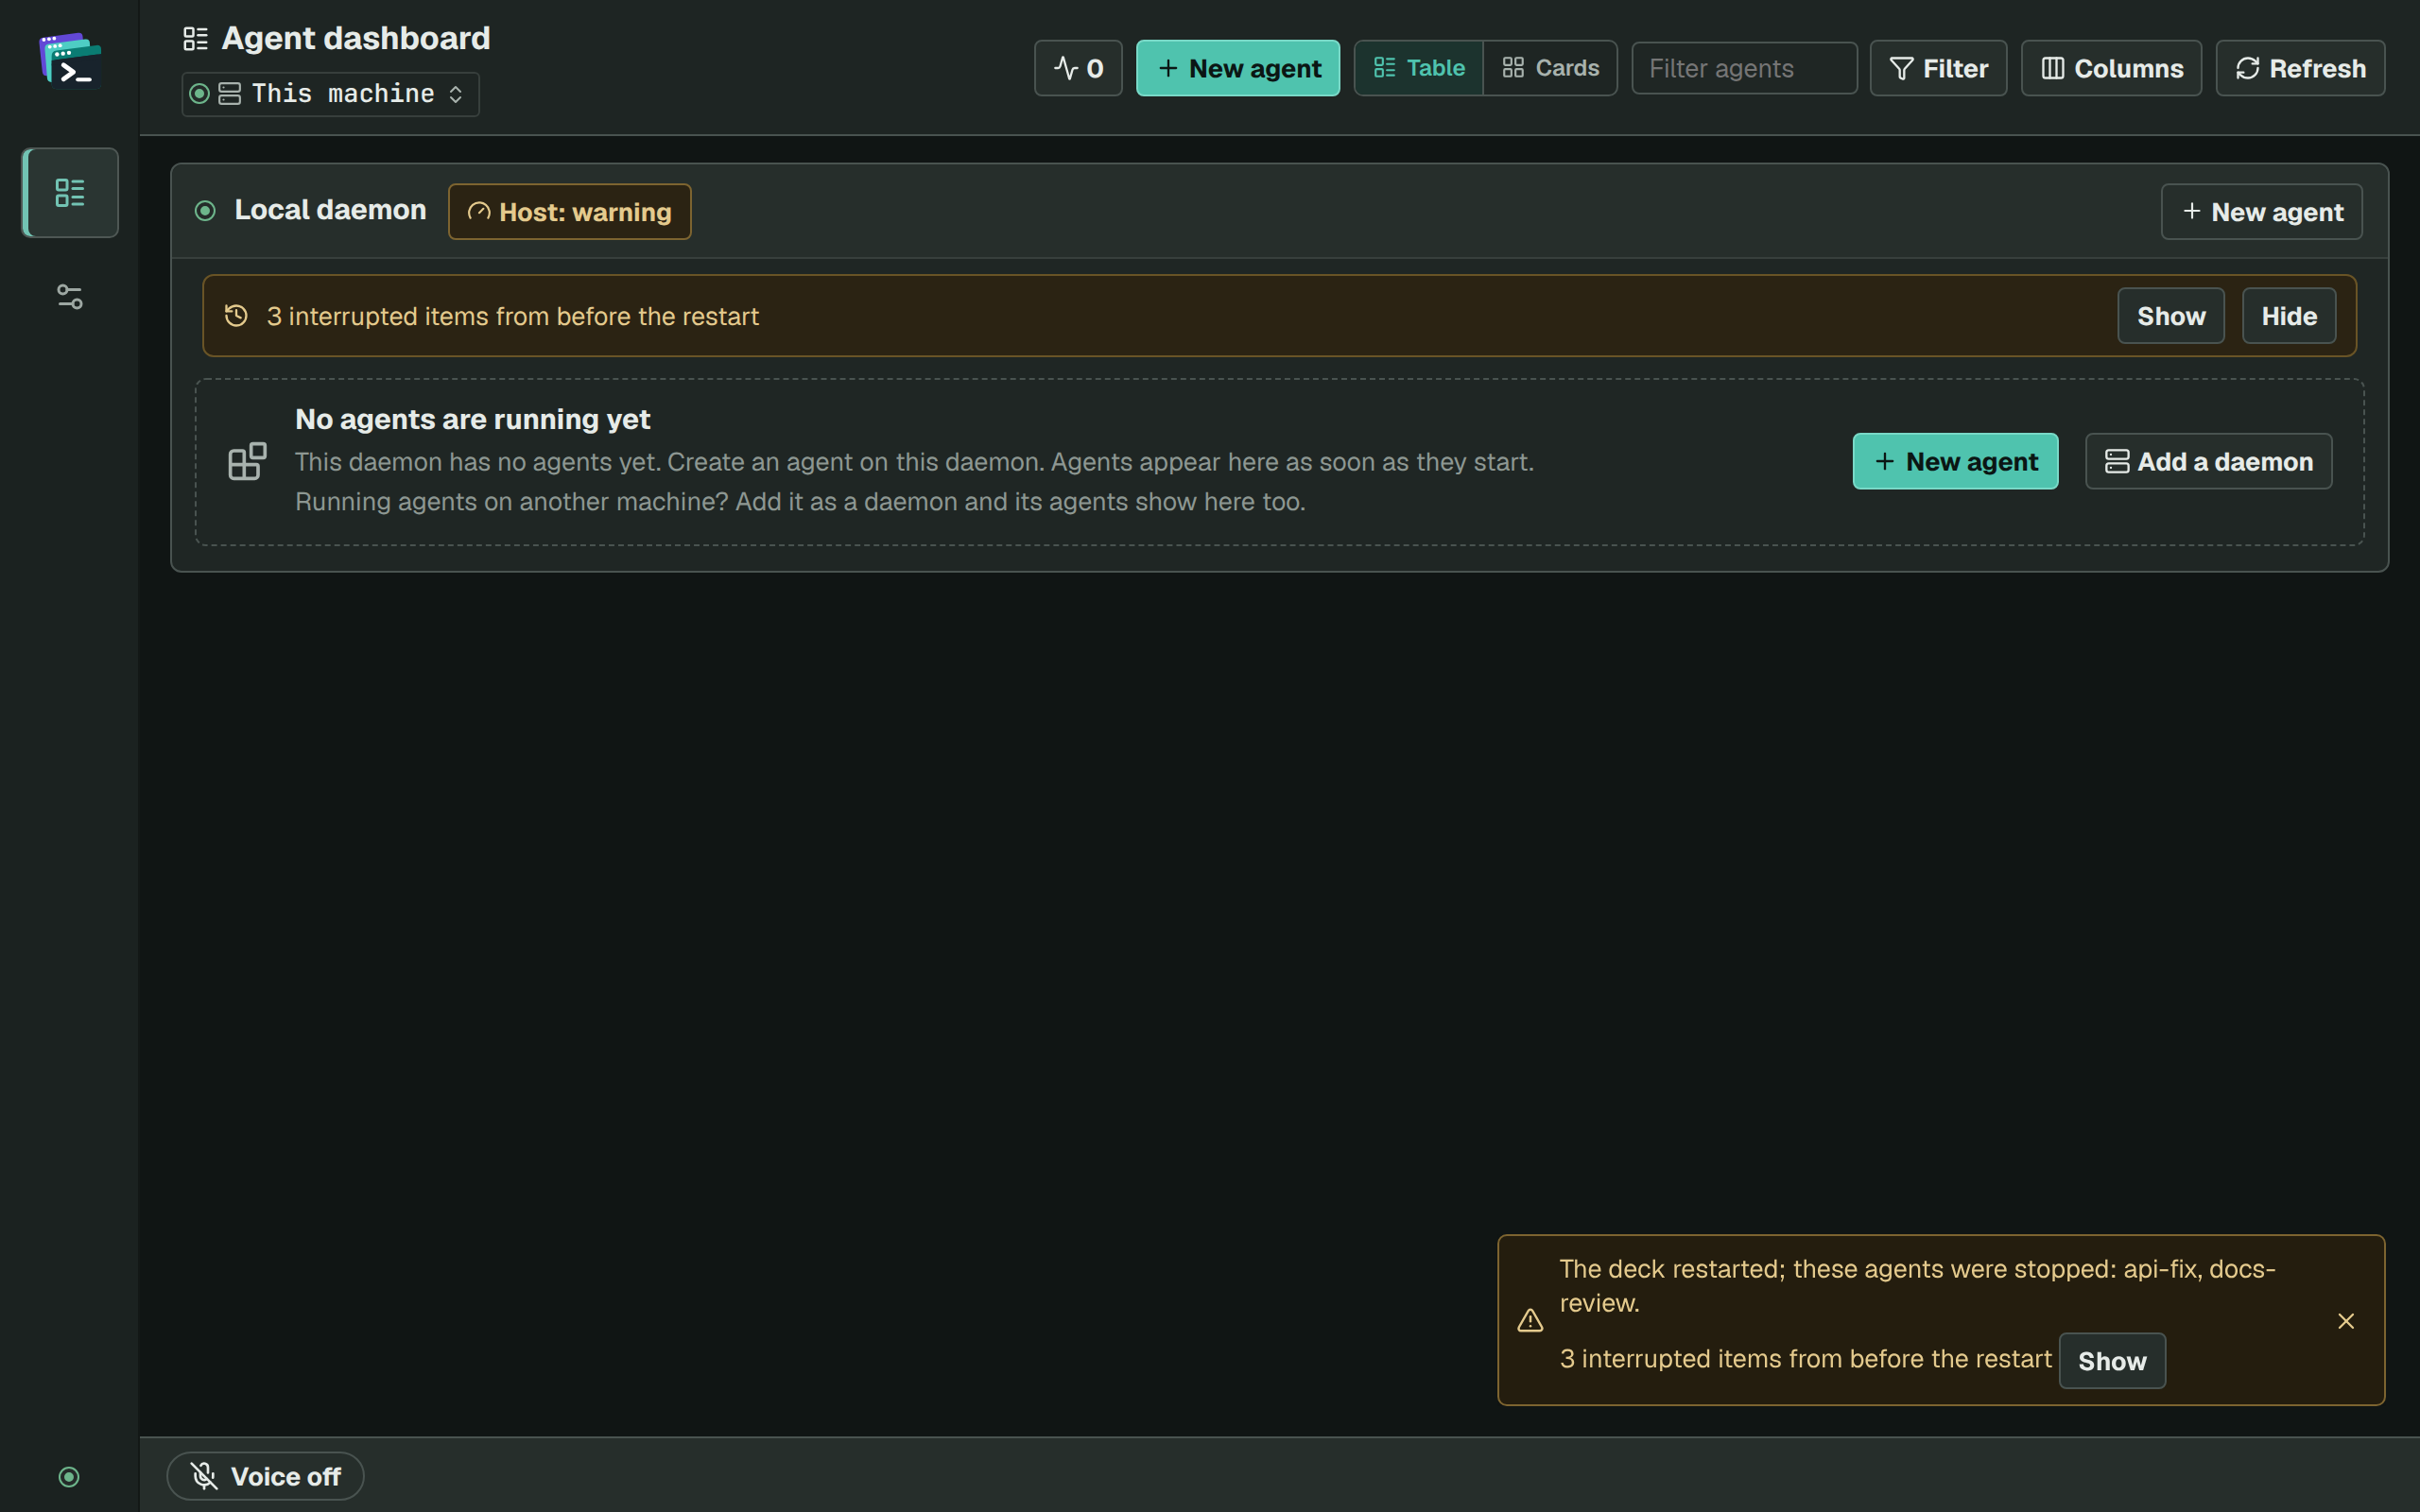 Agent dashboard
This machine
0
New agent
Table
Cards
Filter agents
Filter
Columns
Refresh
Local daemon
Host: warning
New agent
3 interrupted items from before the restart
Show
Hide
No agents are running yet
This daemon has no agents yet. Create an agent on this daemon. Agents appear here as soon as they start.
Running agents on another machine? Add it as a daemon and its agents show here too.
New agent
Add a daemon
The deck restarted; these agents were stopped: api-fix, docs-
review.
3 interrupted items from before the restart
Show
Voice off